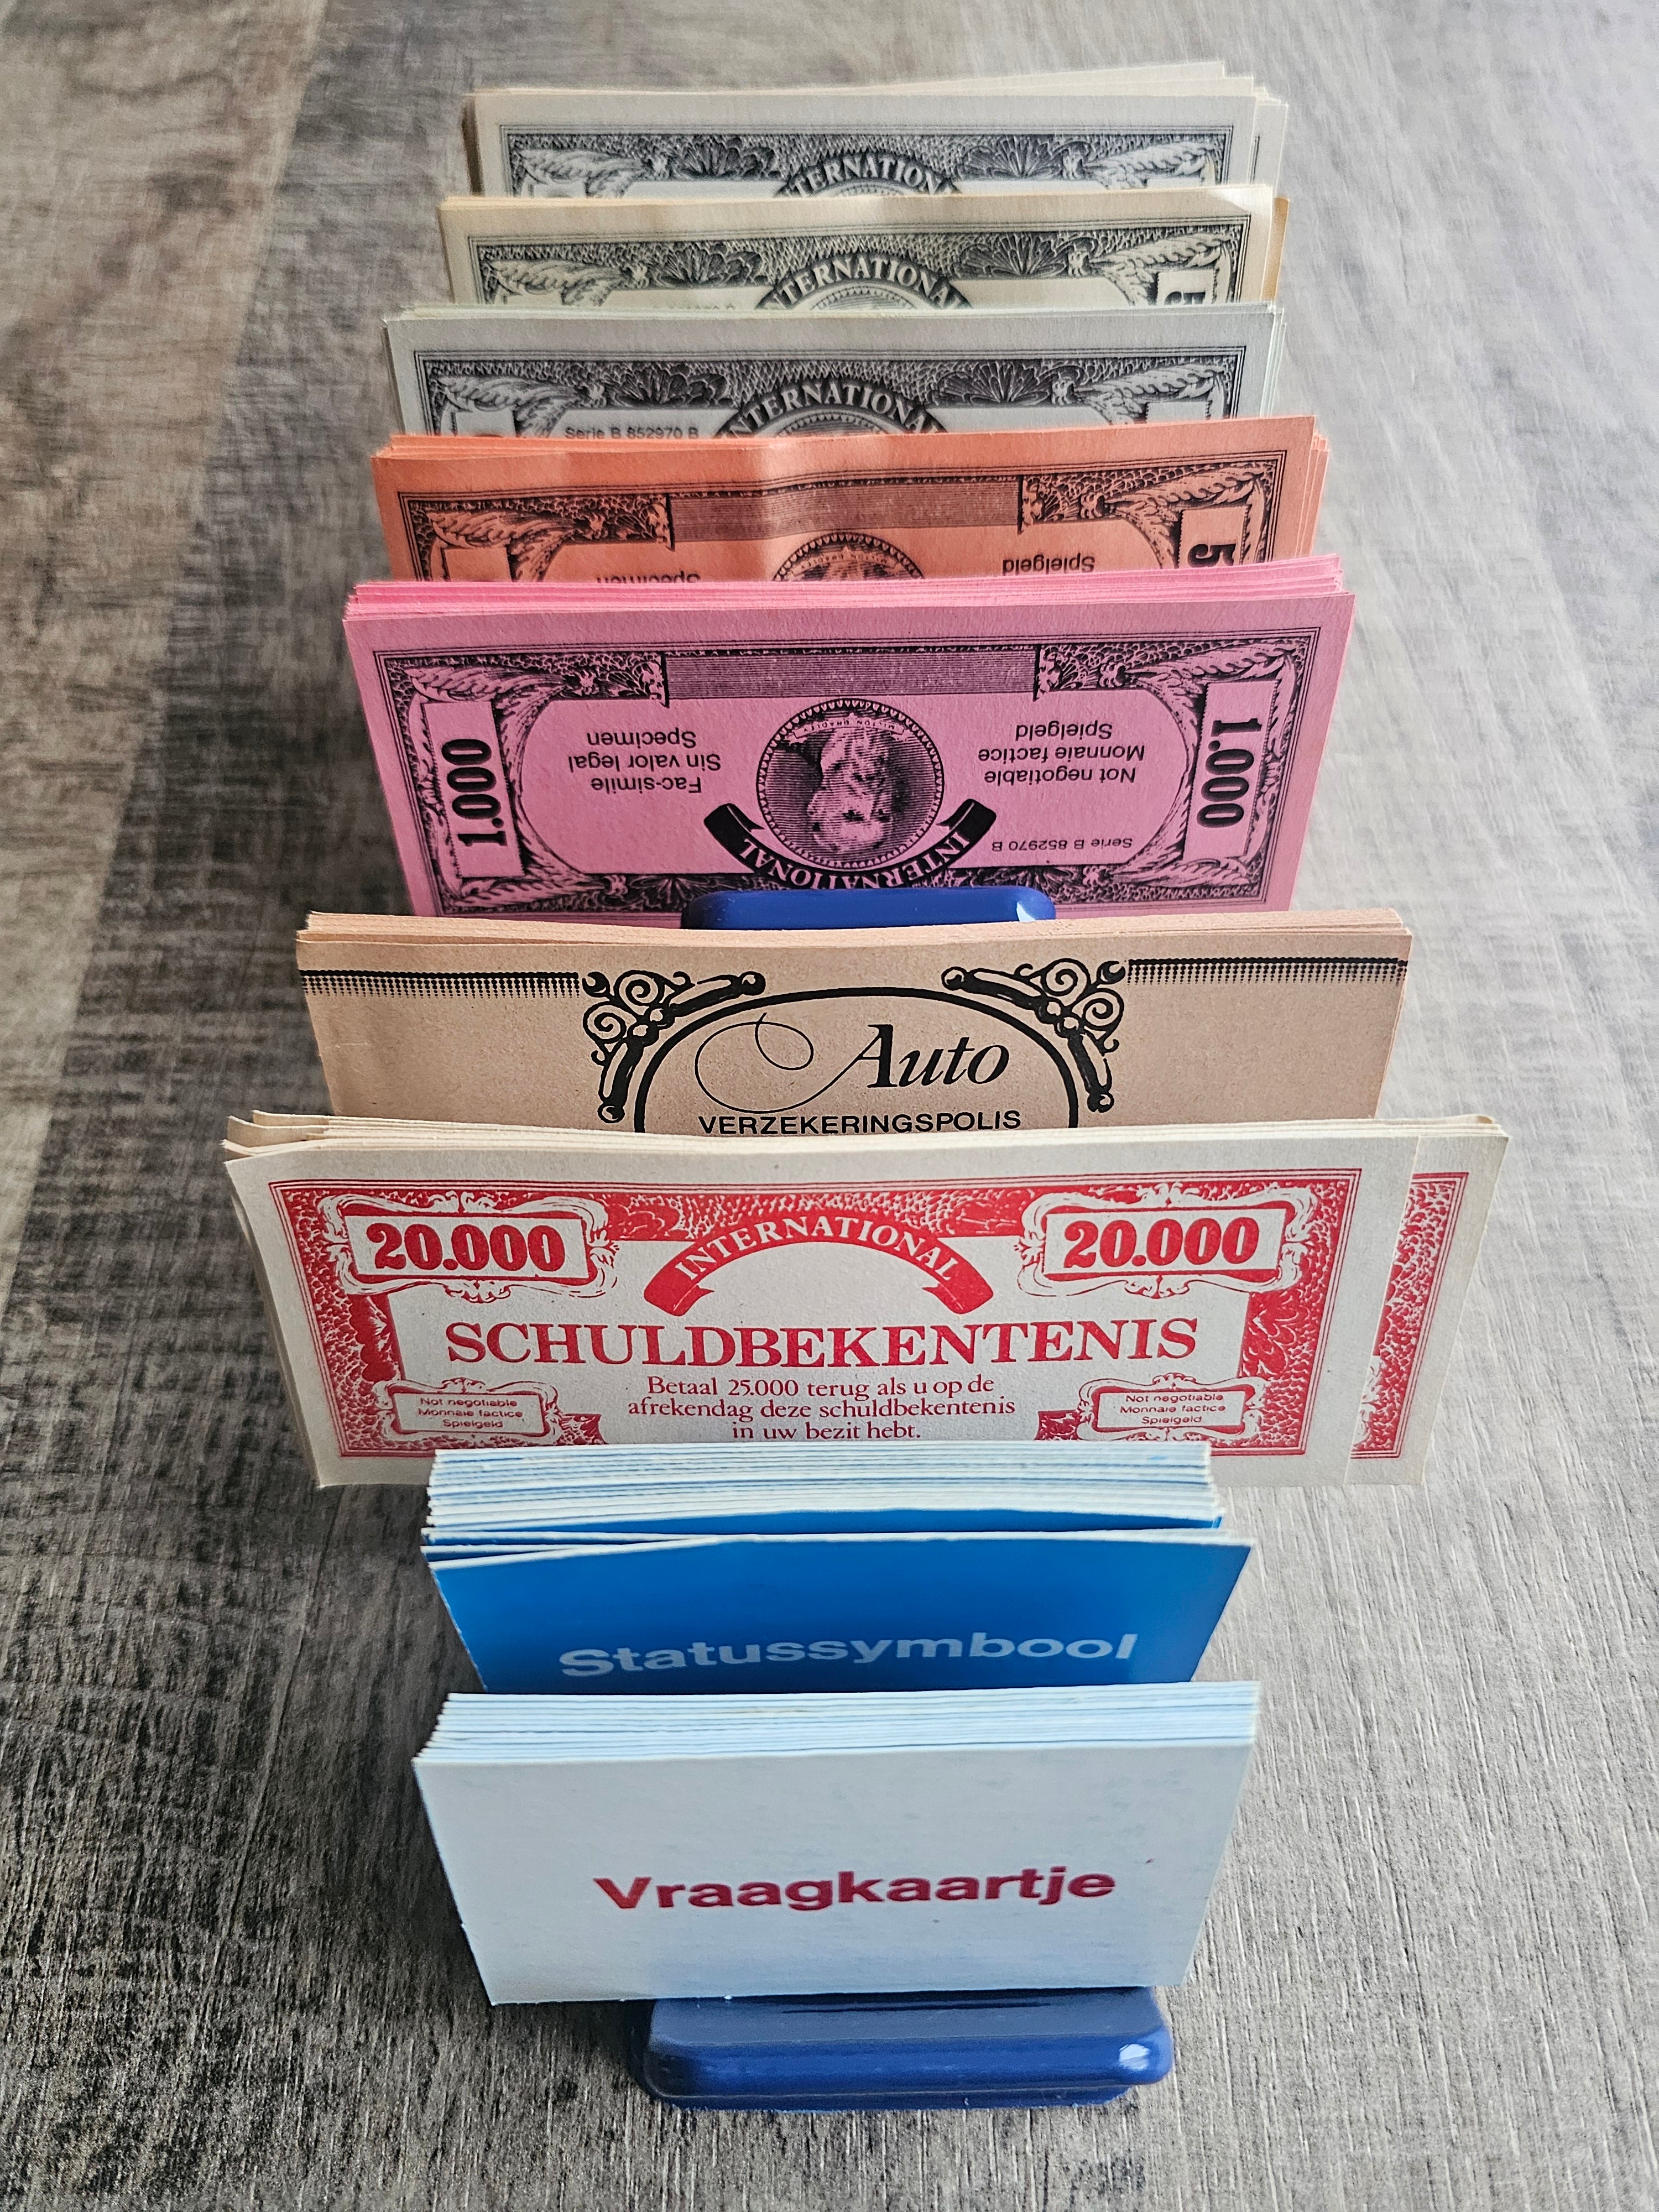 INTERNATIONAL
INTERNATIONAL
INTERNATIONAL
Serie B 852970 B
5
Specimen
Spielgeld
1.000
1.000
Specimen
Sin valor legal
Fac-simile
Spielgeld
Monnaie factice
Not negotiable
MILTON BRADLEY
Serie B 852970 B
INTERNATIONAL
Auto
VERZEKERINGSPOLIS
20.000
INTERNATIONAL
20.000
SCHULDBEKENTENIS
Betaal 25.000 terug als u op de
afrekendag deze schuldbekentenis
in uw bezit hebt.
Not negotiable
Monnaie factice
Spielgeld
Not negotiable
Monnaie factice
Spielgeld
Statussymbool
Vraagkaartje